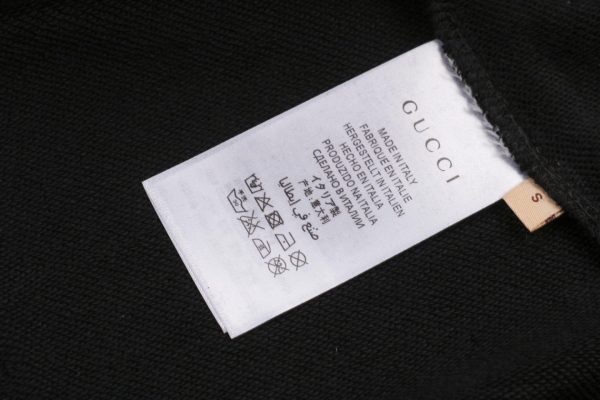 GUCCI
MADE IN ITALY
FABRIQUE EN ITALIE
HERGESTELLT IN ITALIEN
HECHO EN ITALIA
PRODUZIDO NA ITALIA
СДЕЛАНО В ИТАЛИИ
イタリア製
产地:意大利
صنع في ايطاليا
S